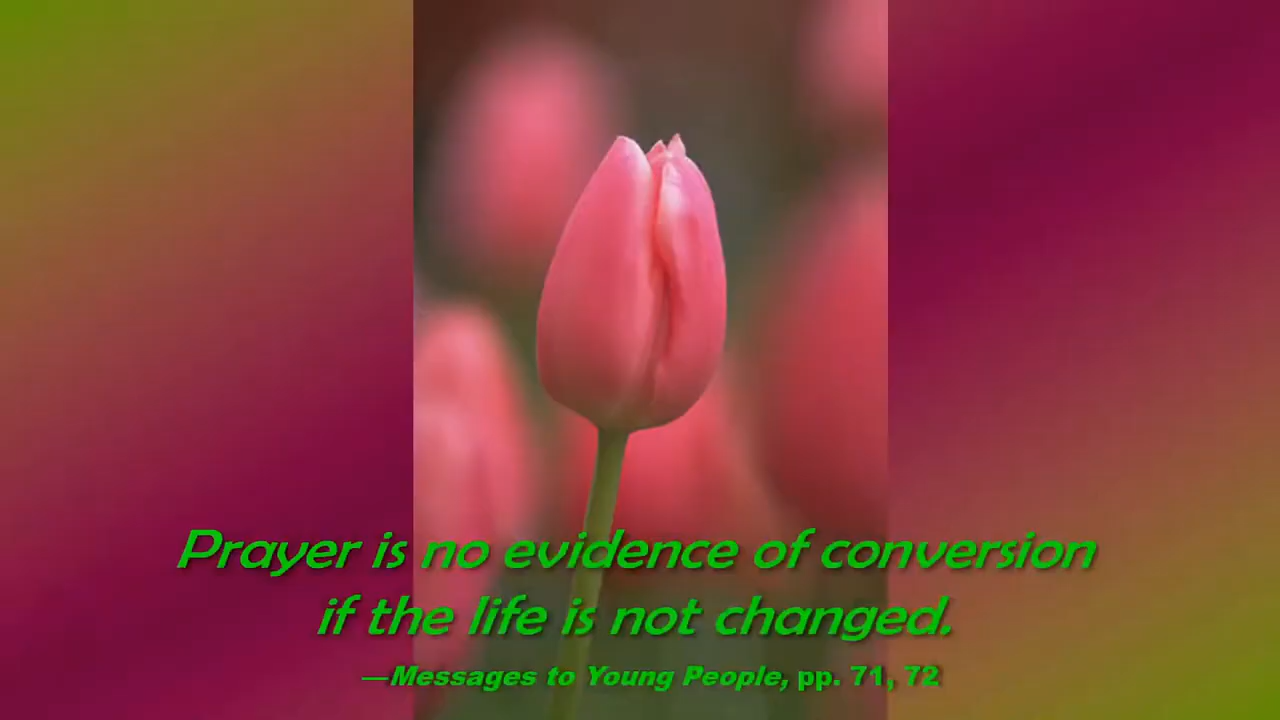 Prayer is no evidence of conversion
if the life is not changed.
—Messages to Young People, pp. 71, 72